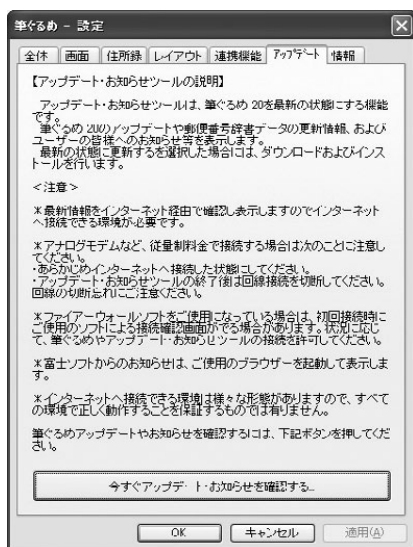 筆ぐるめ - 設定
全体 画面 住所録 レイアウト 連携機能 アップデート 情報
【アップデート・お知らせツールの説明】
アップデート・お知らせツールは、筆ぐるめ 20を最新の状態にする機能
です。
筆ぐるめ 20のアップデートや郵便番号辞書データの更新情報、および
ユーザーの皆様へのお知らせ等を表示します。
最新の状態に更新するを選択した場合には、ダウンロードおよびインス
トールを行います。
＜注意＞
＊最新情報をインターネット経由で確認し表示しますのでインターネット
へ接続できる環境が必要です。
＊アナログモデムなど、従量制料金で接続する場合は次のことに注意し
てください。
・あらかじめインターネットへ接続した状態にしてください。
・アップデート・お知らせツールの終了後は回線接続を切断してください。
回線の切断忘れにご注意ください。
＊ファイアーウォールソフトをご使用になっている場合は、初回接続時に
ご使用のソフトによる接続確認画面がでる場合があります。状況に応じ
て、筆ぐるめやアップデート・お知らせツールの接続を許可してください。
＊富士ソフトからのお知らせは、ご使用のブラウザーを起動して表示しま
す。
＊インターネットへ接続できる環境は様々な形態がありますので、すべて
の環境で正しく動作することを保証するものでは有りません。
筆ぐるめアップデートやお知らせを確認するには、下記ボタンを押してくだ
さい。
今すぐアップデート・お知らせを確認する...
OK キャンセル 適用(A)